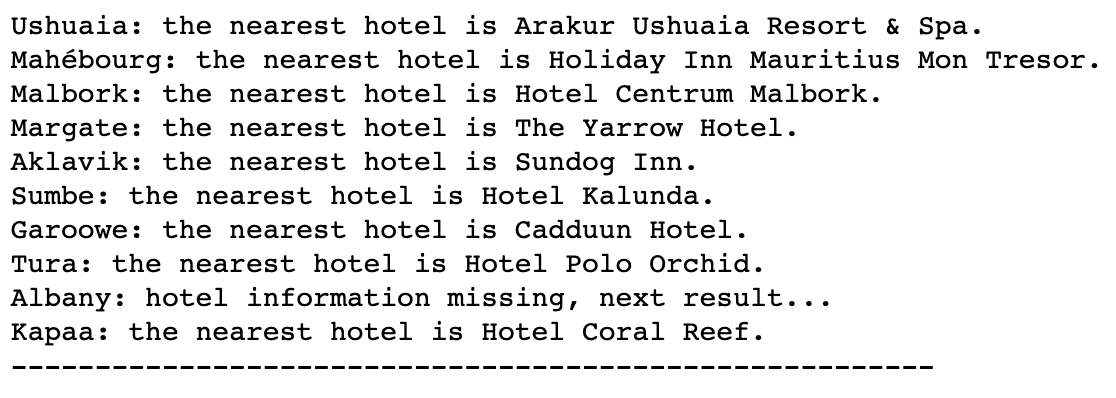 Ushuaia: the nearest hotel is Arakur Ushuaia Resort & Spa.
Mahébourg: the nearest hotel is Holiday Inn Mauritius Mon Tresor.
Malbork: the nearest hotel is Hotel Centrum Malbork.
Margate: the nearest hotel is The Yarrow Hotel.
Aklavik: the nearest hotel is Sundog Inn.
Sumbe: the nearest hotel is Hotel Kalunda.
Garoowe: the nearest hotel is Cadduun Hotel.
Tura: the nearest hotel is Hotel Polo Orchid.
Albany: hotel information missing, next result...
Kapaa: the nearest hotel is Hotel Coral Reef.
-------------------------------------------------------